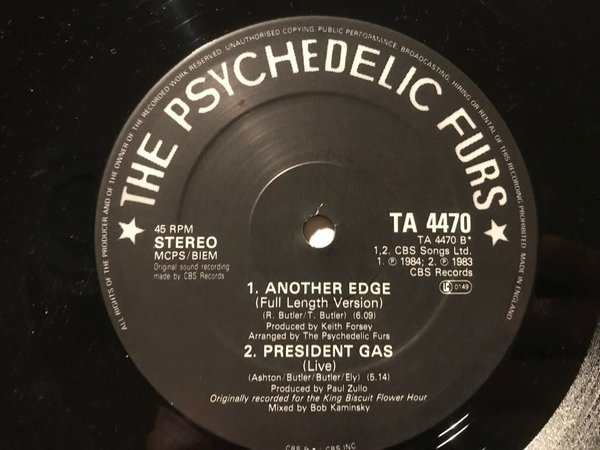 ALL RIGHTS OF THE PRODUCER AND OF THE OWNER OF THE RECORDED WORK RESERVED. UNAUTHORISED COPYING, PUBLIC PERFORMANCE, BROADCASTING, HIRING OR RENTAL OF THIS RECORDING PROHIBITED. MADE IN ENGLAND
★ THE PSYCHEDELIC FURS ★
45 RPM
STEREO
MCPS/BIEM
Original sound recording
made by CBS Records
TA 4470
TA 4470 B*
1,2. CBS Songs Ltd.
1. ℗ 1984; 2. ℗ 1983
CBS Records
LC 0149
1. ANOTHER EDGE
(Full Length Version)
(R. Butler/T. Butler) (6.09)
Produced by Keith Forsey
Arranged by The Psychedelic Furs
2. PRESIDENT GAS
(Live)
(Ashton/Butler/Butler/Ely) (5.14)
Produced by Paul Zullo
Originally recorded for the King Biscuit Flower Hour
Mixed by Bob Kaminsky
CBS INC